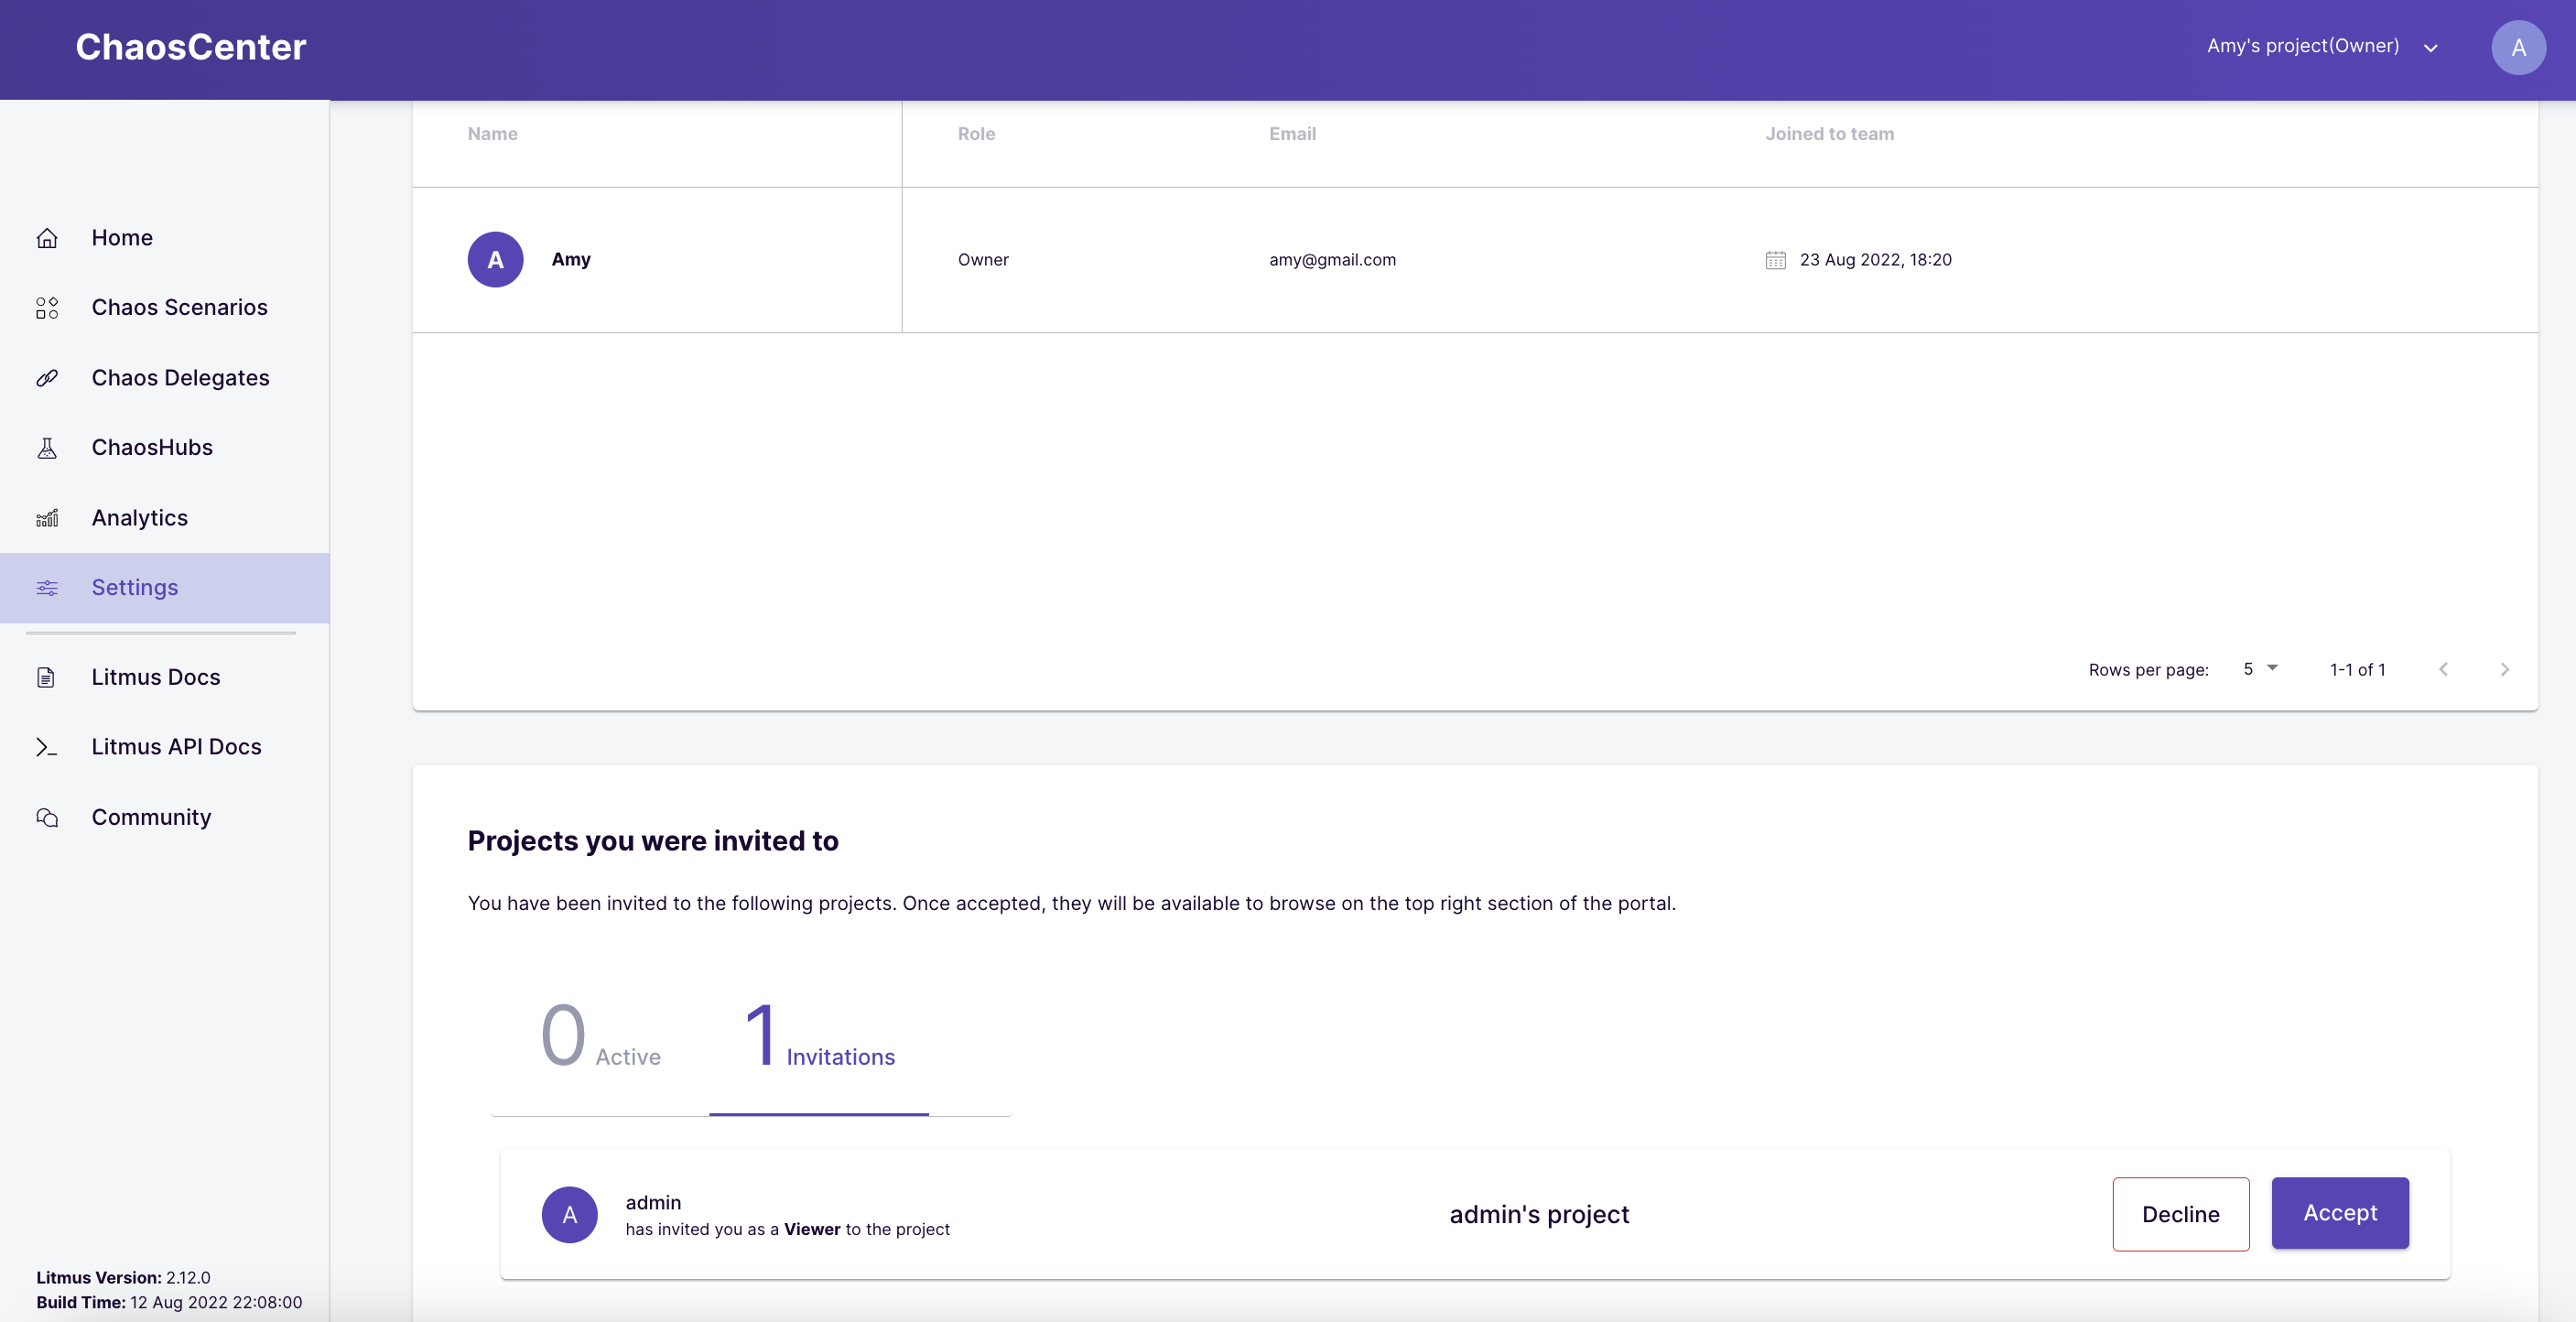 ChaosCenter
Amy's project(Owner)
A
Home
Chaos Scenarios
Chaos Delegates
ChaosHubs
Analytics
Settings
Litmus Docs
Litmus API Docs
Community
Litmus Version: 2.12.0
Build Time: 12 Aug 2022 22:08:00
Name Role Email Joined to team
A Amy Owner amy@gmail.com 23 Aug 2022, 18:20
Rows per page: 5 1-1 of 1
Projects you were invited to
You have been invited to the following projects. Once accepted, they will be available to browse on the top right section of the portal.
0 Active 1 Invitations
A
admin
has invited you as a Viewer to the project
admin's project
Decline
Accept